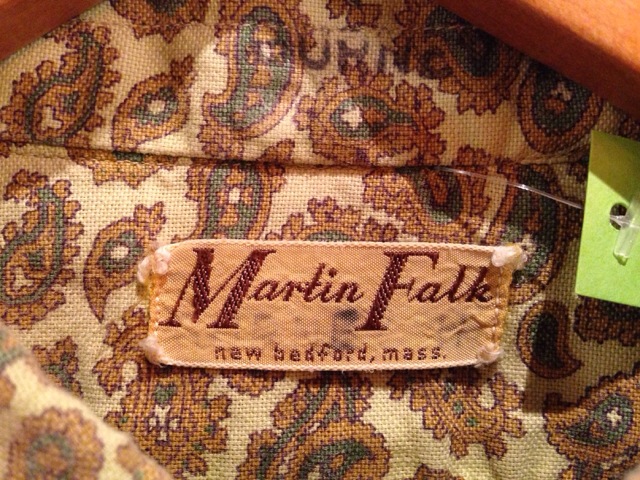 Martin Falk
new bedford, mass.